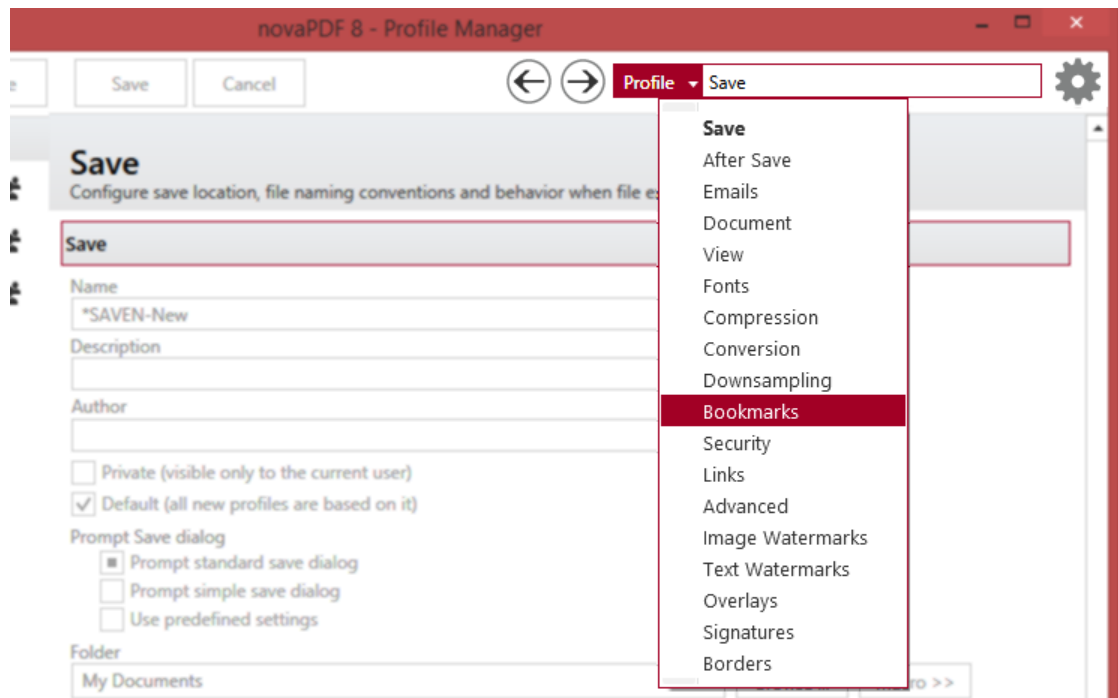 novaPDF 8 - Profile Manager
Save
Cancel
Profile
Save
Save
Configure save location, file naming conventions and behavior when file
Save
Name
*SAVEN-New
Description
Author
Private (visible only to the current user)
Default (all new profiles are based on it)
Prompt Save dialog
Prompt standard save dialog
Prompt simple save dialog
Use predefined settings
Folder
My Documents
Save
After Save
Emails
Document
View
Fonts
Compression
Conversion
Downsampling
Bookmarks
Security
Links
Advanced
Image Watermarks
Text Watermarks
Overlays
Signatures
Borders
>>